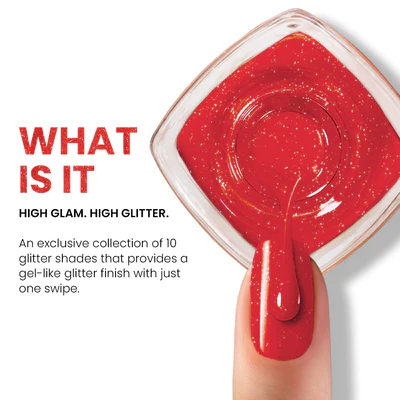 WHAT
IS IT
HIGH GLAM. HIGH GLITTER.
An exclusive collection of 10
glitter shades that provides a
gel-like glitter finish with just
one swipe.